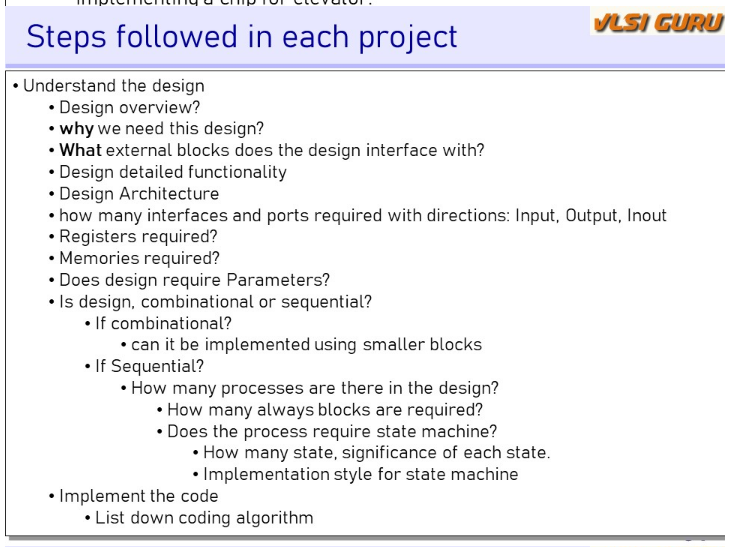 implementing a chip for elevator.
Steps followed in each project
VLSI GURU
• Understand the design
• Design overview?
• why we need this design?
• What external blocks does the design interface with?
• Design detailed functionality
• Design Architecture
• how many interfaces and ports required with directions: Input, Output, Inout
• Registers required?
• Memories required?
• Does design require Parameters?
• Is design, combinational or sequential?
• If combinational?
• can it be implemented using smaller blocks
• If Sequential?
• How many processes are there in the design?
• How many always blocks are required?
• Does the process require state machine?
• How many state, significance of each state.
• Implementation style for state machine
• Implement the code
• List down coding algorithm